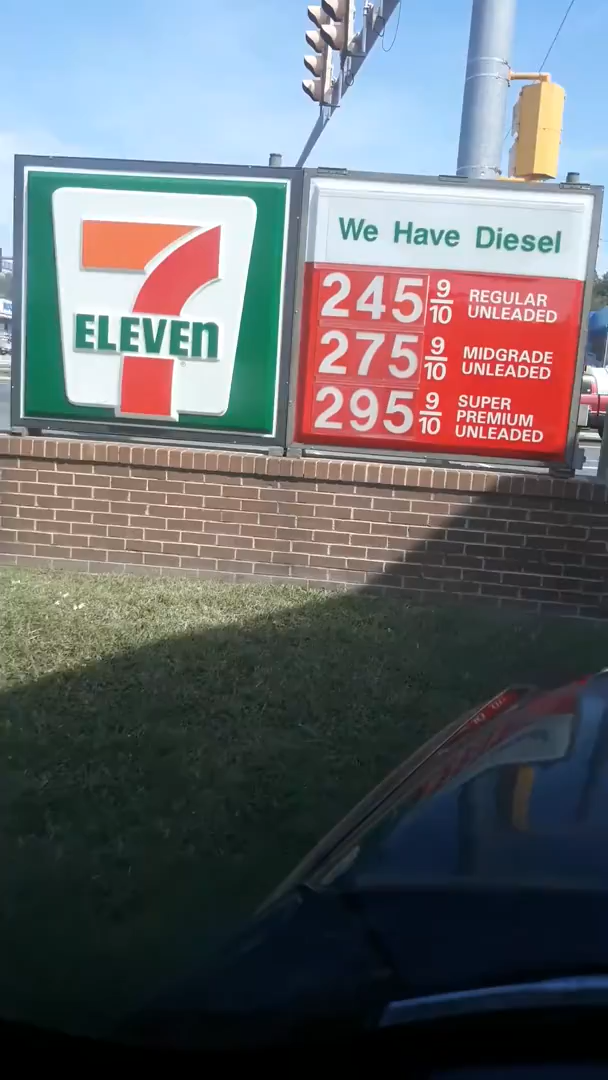 7
ELEVEn
We Have Diesel
245 9/10 REGULAR
UNLEADED
275 9/10 MIDGRADE
UNLEADED
295 9/10 SUPER
PREMIUM
UNLEADED